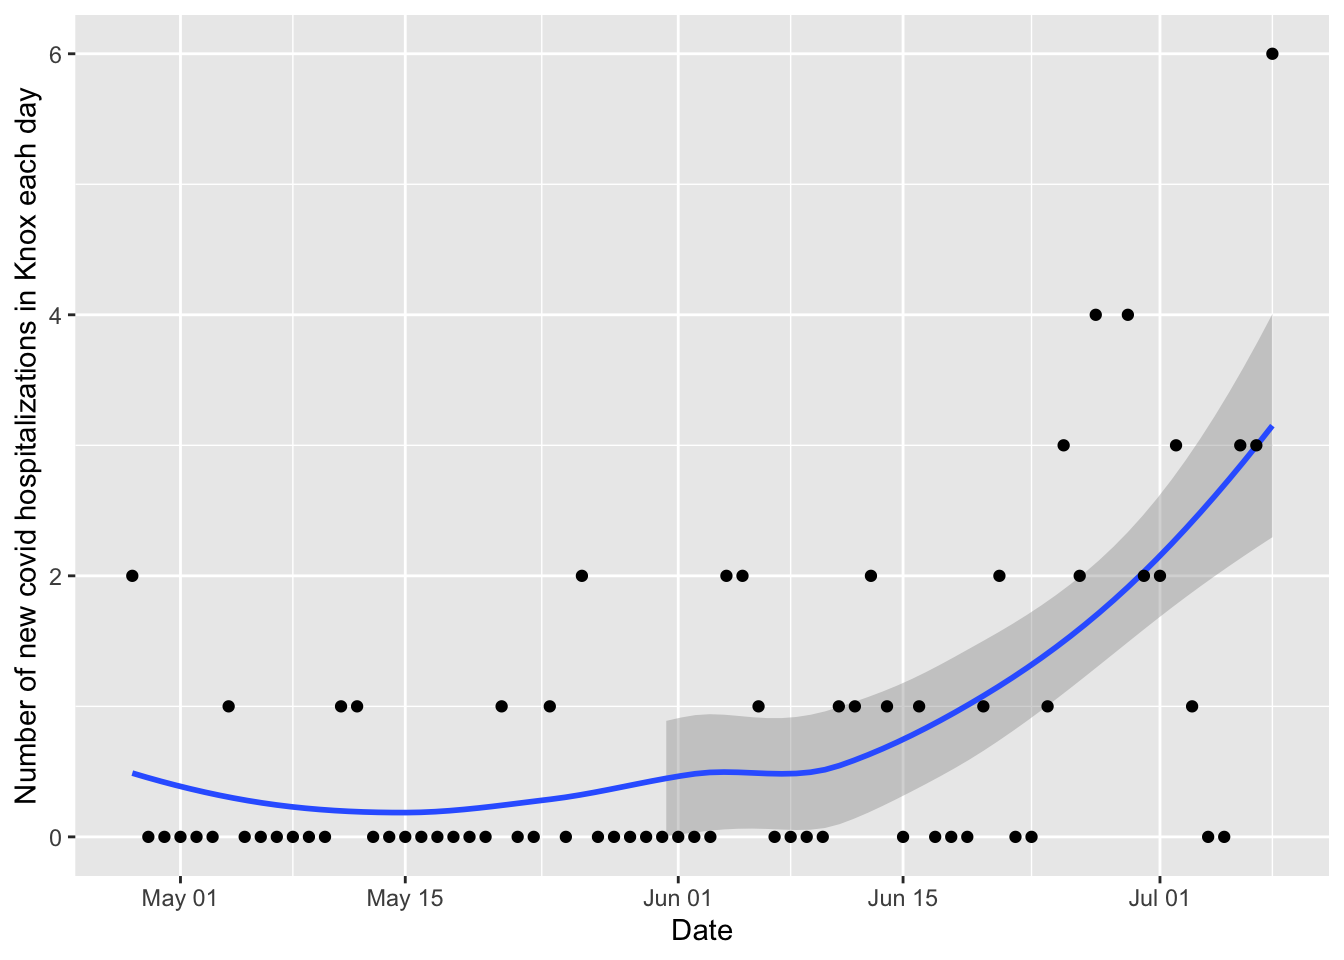 Number of new covid hospitalizations in Knox each day
6
4
2
0
May 01
May 15
Jun 01
Jun 15
Jul 01
Date